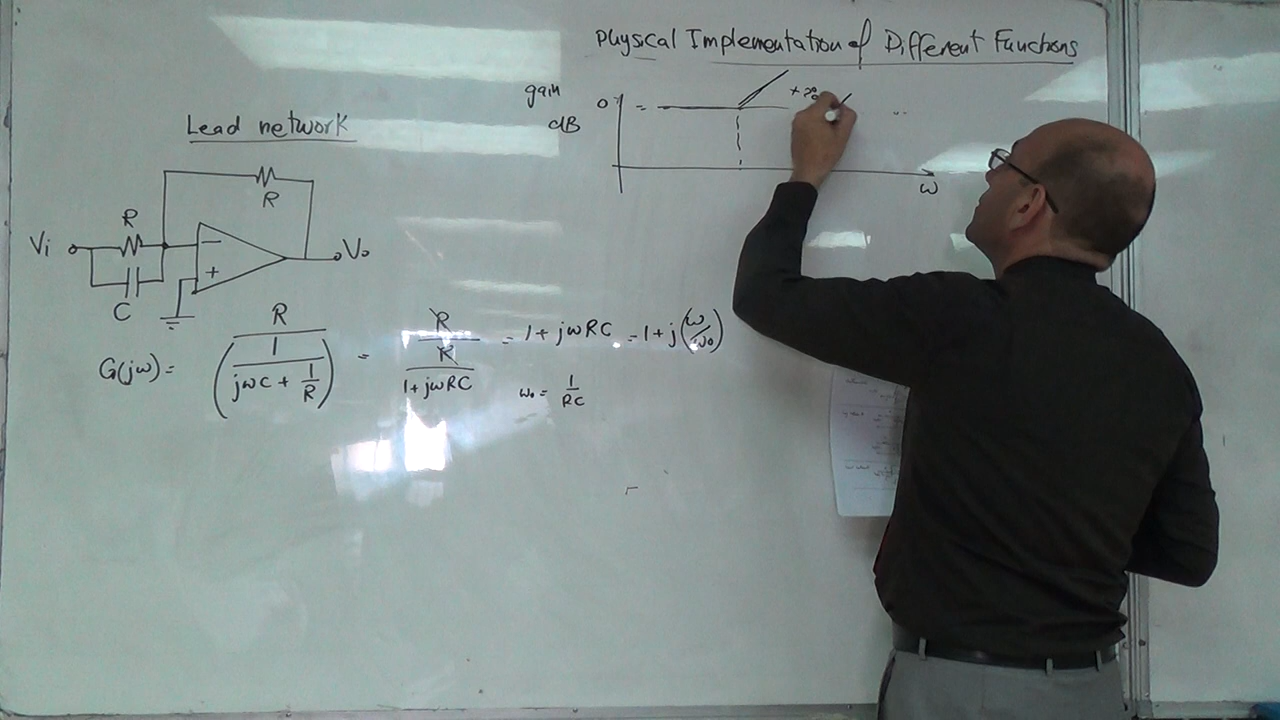 Physical Implementation of Different Functions
gain
dB
0
+20
ω
Lead network
R
R
Vi
−
+
Vo
C
G(jω) = R / (1 / (jωC + 1/R)) = R / (R / (1+jωRC)) = 1 + jωRC = 1 + j(ω/ω₀)
ω₀ = 1/RC